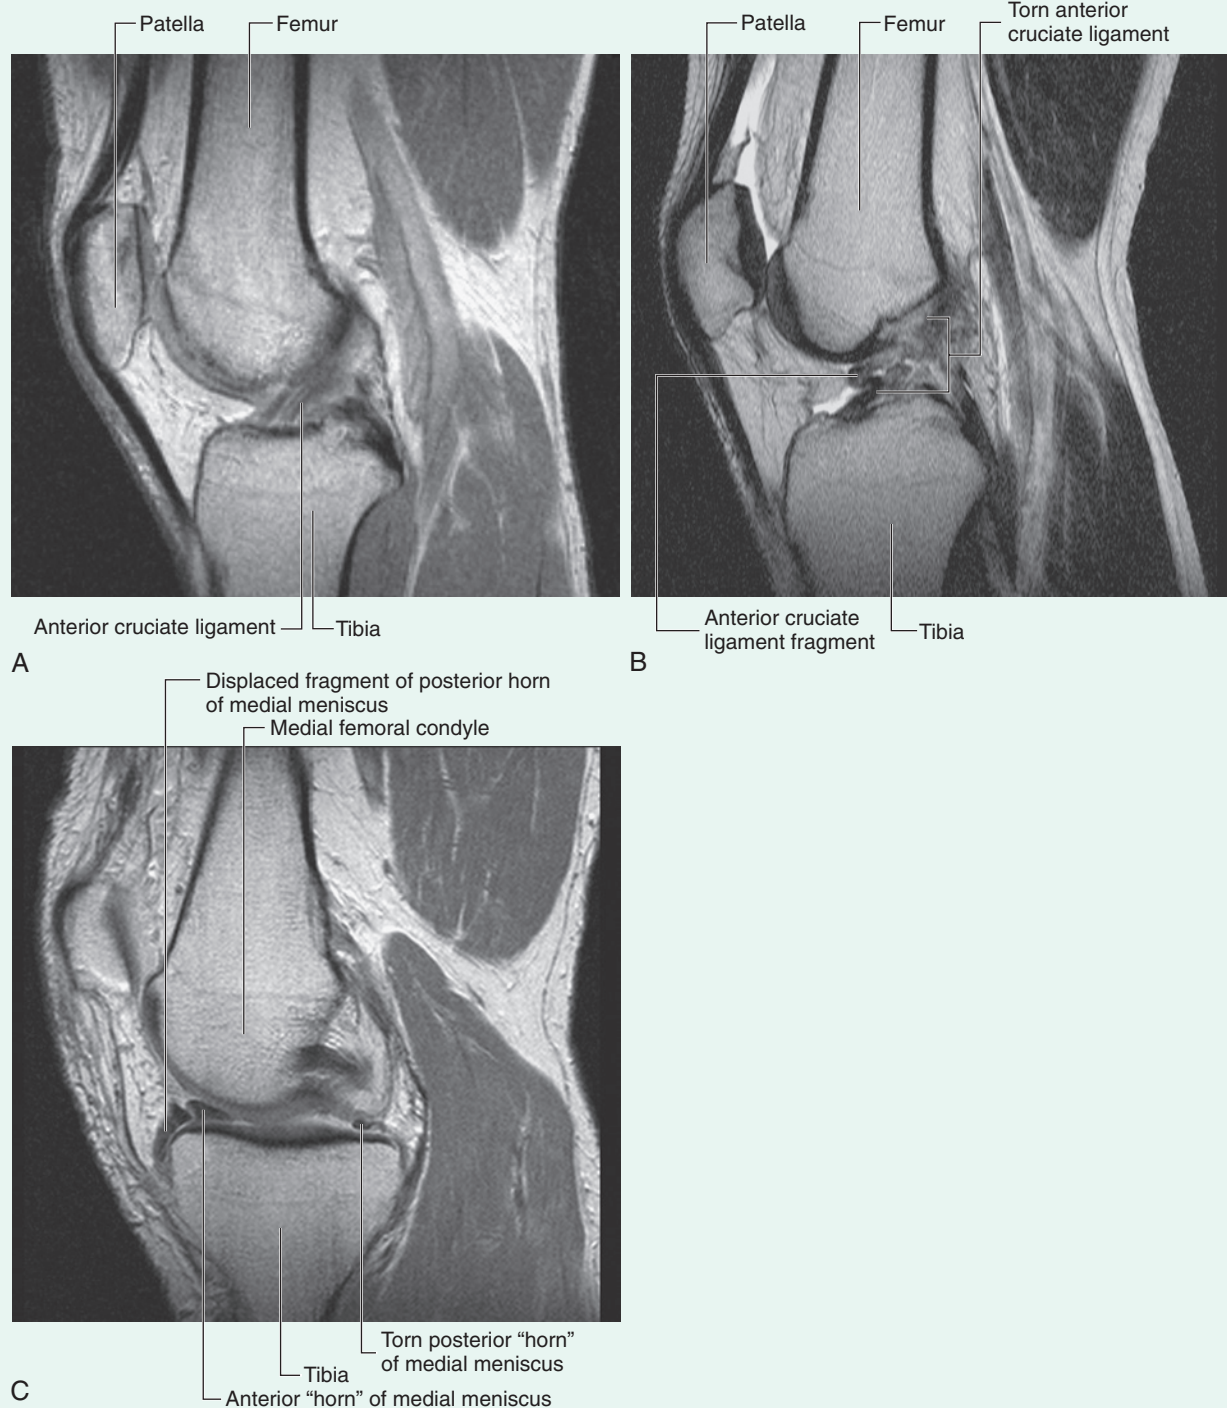 Patella
Femur
Anterior cruciate ligament
Tibia
A
Patella
Femur
Torn anterior
cruciate ligament
Anterior cruciate
ligament fragment
Tibia
B
Displaced fragment of posterior horn
of medial meniscus
Medial femoral condyle
Torn posterior “horn”
of medial meniscus
Tibia
Anterior “horn” of medial meniscus
C